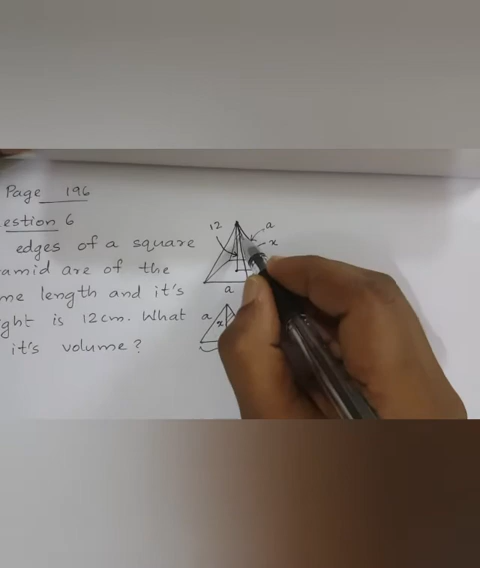 Page 196
estion 6
edges of a square
amid are of the
me length and it's
ght is 12cm. What
it's volume?
12
a
x
a
a
x